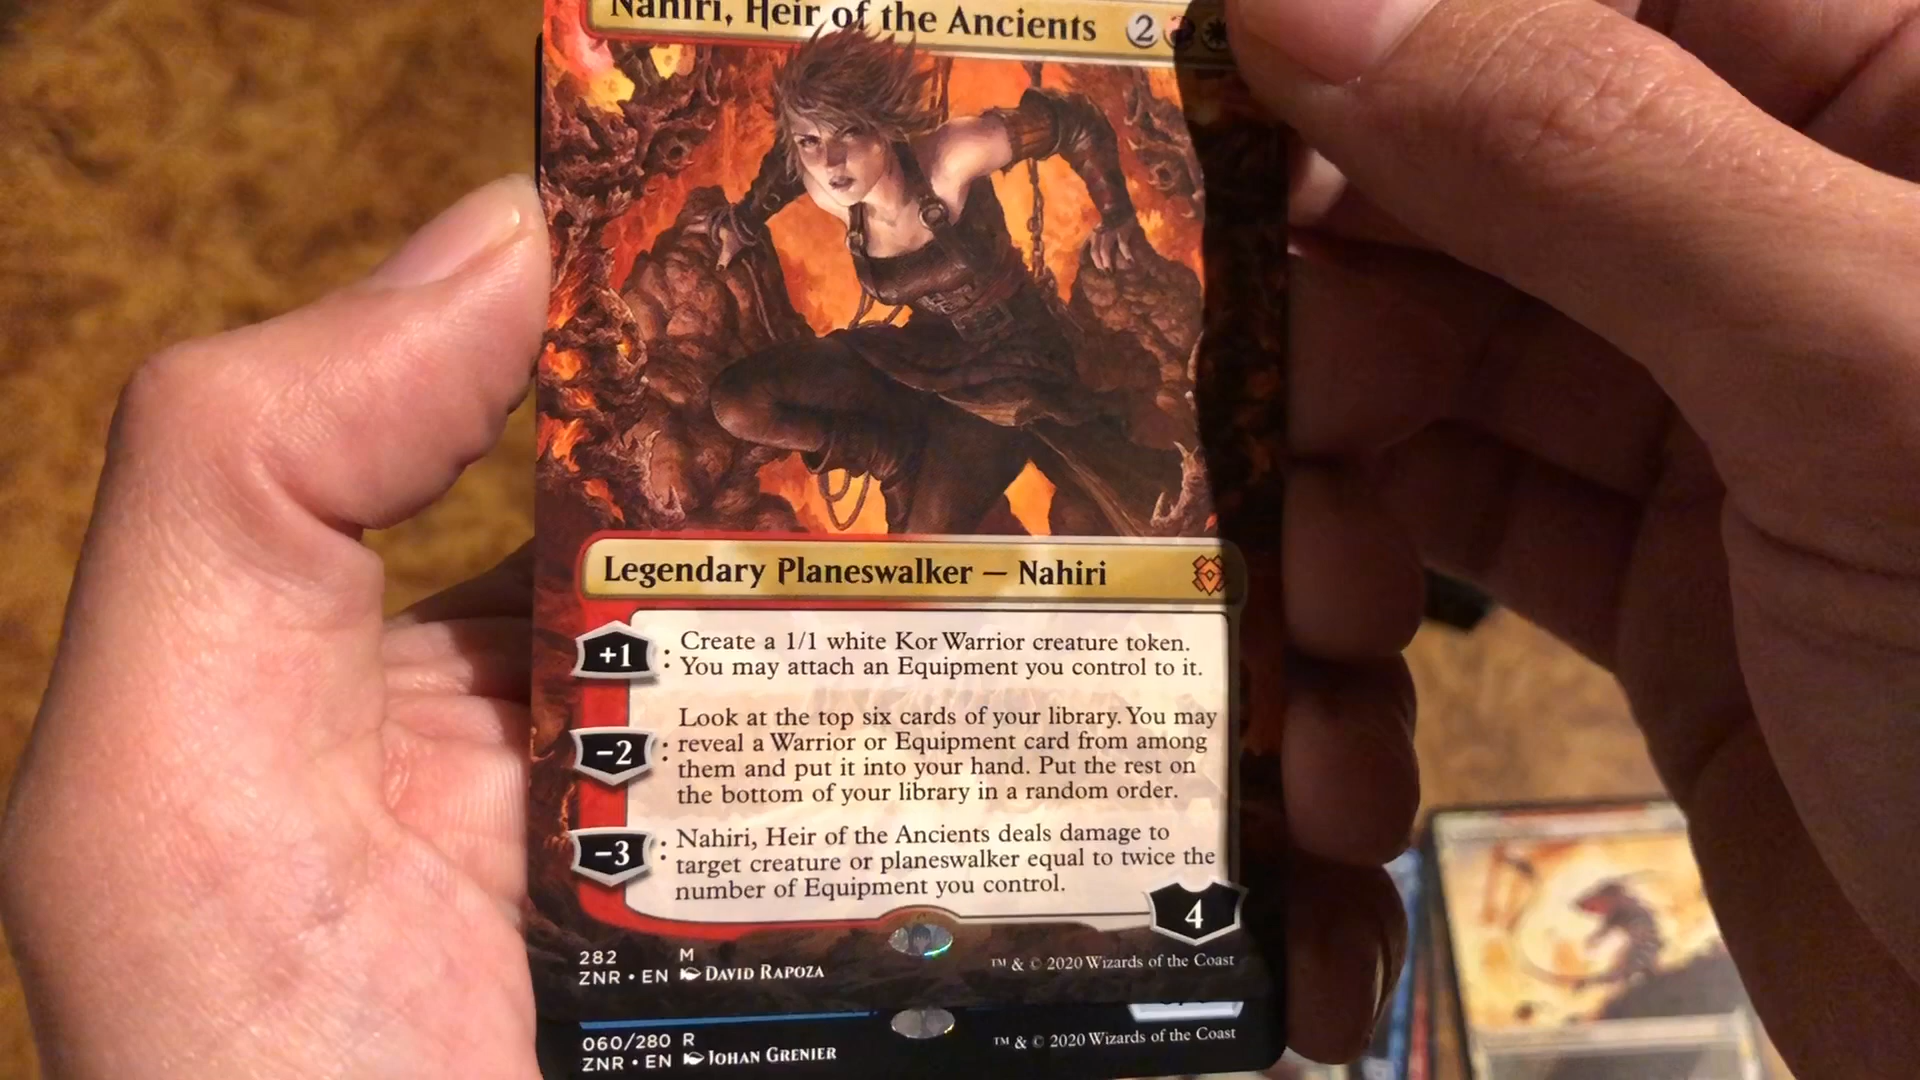 Nahiri, Heir of the Ancients 2
Legendary Planeswalker — Nahiri
+1 : Create a 1/1 white Kor Warrior creature token.
You may attach an Equipment you control to it.
Look at the top six cards of your library. You may
−2 : reveal a Warrior or Equipment card from among
them and put it into your hand. Put the rest on
the bottom of your library in a random order.
−3 : Nahiri, Heir of the Ancients deals damage to
target creature or planeswalker equal to twice the
number of Equipment you control.
4
282 M
ZNR • EN DAVID RAPOZA
™ & © 2020 Wizards of the Coast
060/280 R
ZNR • EN JOHAN GRENIER
™ & © 2020 Wizards of the Coast